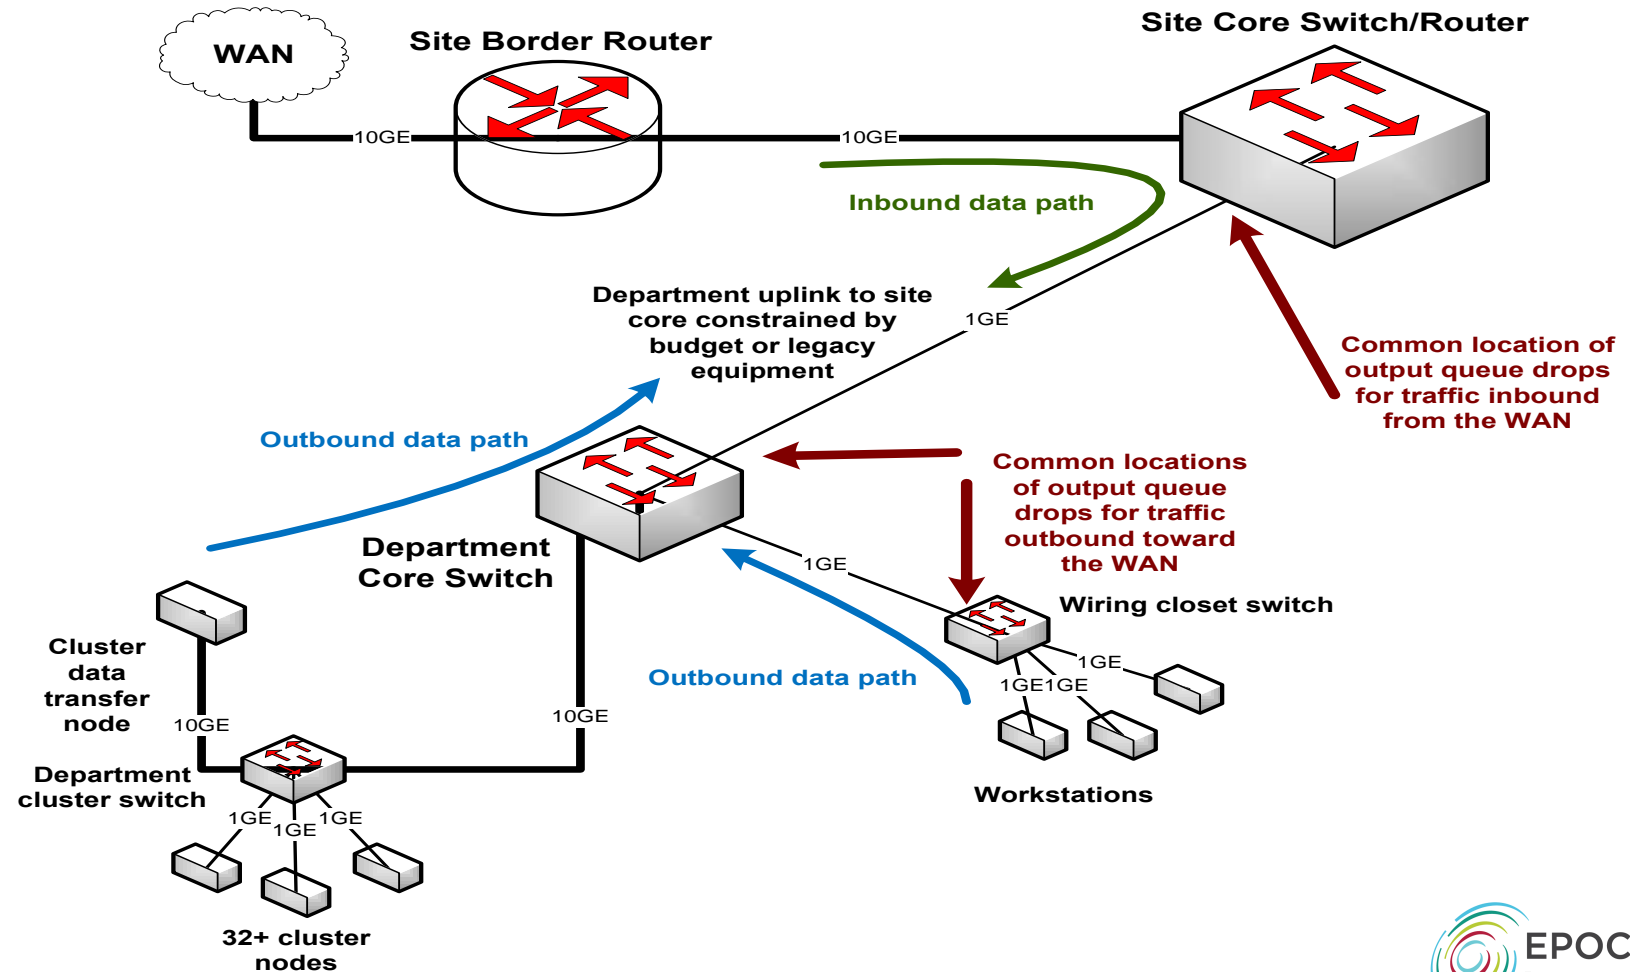 WAN
Site Border Router
Site Core Switch/Router
10GE
10GE
Inbound data path
Department uplink to site
core constrained by
budget or legacy
equipment
1GE
Common location of
output queue drops
for traffic inbound
from the WAN
Outbound data path
Common locations
of output queue
drops for traffic
outbound toward
the WAN
Department
Core Switch
1GE
Wiring closet switch
Cluster
data
transfer
node
Outbound data path
1GE
1GE
1GE
10GE
10GE
Department
cluster switch
Workstations
1GE
1GE
1GE
32+ cluster
nodes
EPOC